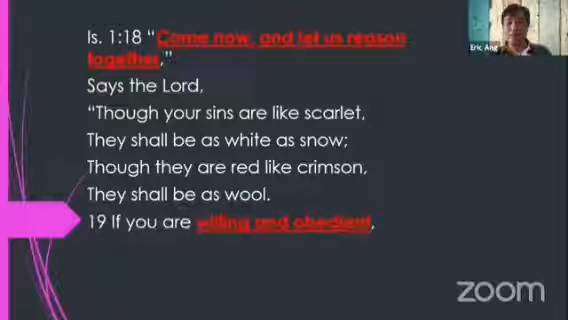 Is. 1:18 “Come now, and let us reason
together,”
Says the Lord,
“Though your sins are like scarlet,
They shall be as white as snow;
Though they are red like crimson,
They shall be as wool.
19 If you are willing and obedient,
Eric Ang
zoom